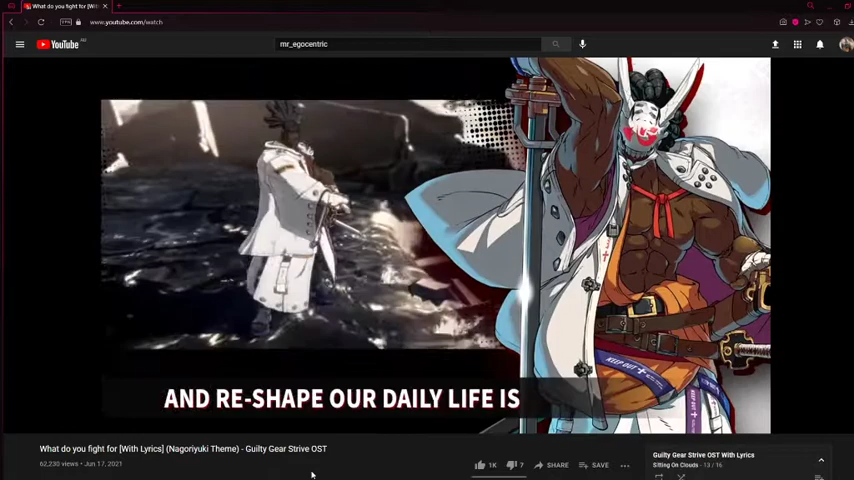 What do you fight for [Wit
www.youtube.com/watch
YouTube
mr_egocentric
KEEP OUT
AND RE-SHAPE OUR DAILY LIFE IS
What do you fight for [With Lyrics] (Nagoriyuki Theme) - Guilty Gear Strive OST
62,230 views • Jun 17, 2021
1K
7
SHARE
SAVE
Guilty Gear Strive OST With Lyrics
Sitting On Clouds - 13 / 16